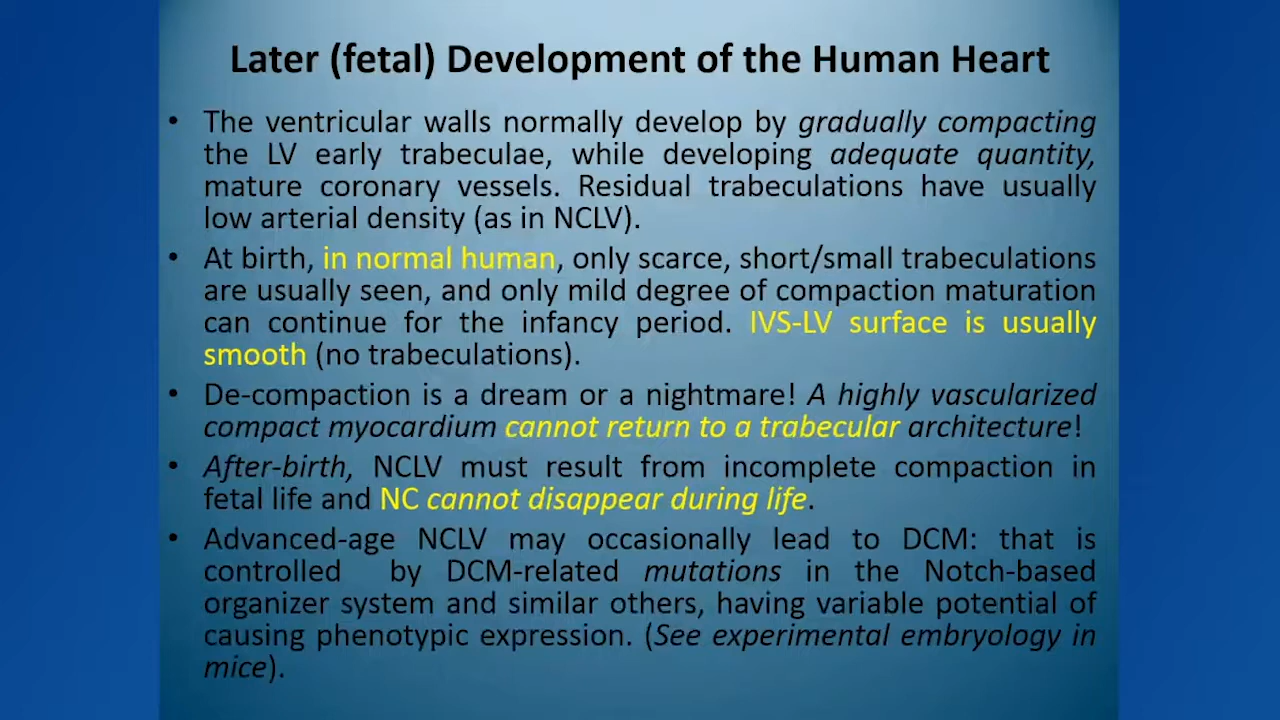 Later (fetal) Development of the Human Heart
• The ventricular walls normally develop by gradually compacting
the LV early trabeculae, while developing adequate quantity,
mature coronary vessels. Residual trabeculations have usually
low arterial density (as in NCLV).
• At birth, in normal human, only scarce, short/small trabeculations
are usually seen, and only mild degree of compaction maturation
can continue for the infancy period. IVS-LV surface is usually
smooth (no trabeculations).
• De-compaction is a dream or a nightmare! A highly vascularized
compact myocardium cannot return to a trabecular architecture!
• After-birth, NCLV must result from incomplete compaction in
fetal life and NC cannot disappear during life.
• Advanced-age NCLV may occasionally lead to DCM: that is
controlled by DCM-related mutations in the Notch-based
organizer system and similar others, having variable potential of
causing phenotypic expression. (See experimental embryology in
mice).